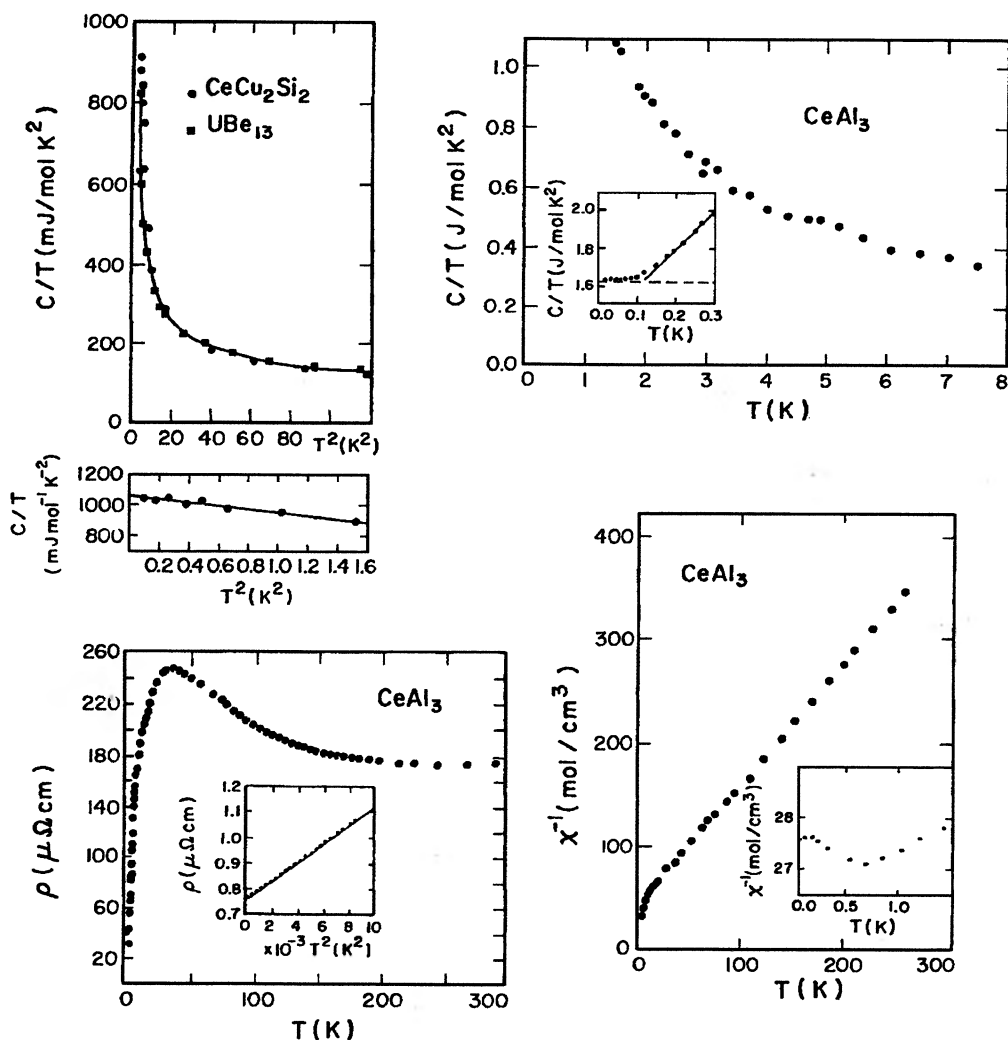 1000
800
600
400
200
0
C/T (mJ/mol K²)
CeCu₂Si₂
UBe₁₃
0 20 40 60 80 T²(K²)
1.0
0.8
0.6
0.4
0.2
0.0
C/T (J/mol K²)
CeAl₃
2.0
1.8
1.6
1.4
C/T (J/mol K²)
0.0 0.1 0.2 0.3
T(K)
0 1 2 3 4 5 6 7 8
T(K)
1200
1000
800
C/T
(mJ mol⁻¹ K⁻²)
0.2 0.4 0.6 0.8 1.0 1.2 1.4 1.6
T²(K²)
260
220
180
140
100
60
20
ρ (μΩcm)
CeAl₃
1.2
1.1
1.0
0.9
0.8
0.7
ρ(μΩcm)
0 2 4 6 8 10
x10⁻³ T²[K²]
0 100 200 300
T(K)
400
300
200
100
0
χ⁻¹(mol/cm³)
CeAl₃
28
27
χ⁻¹(mol/cm³)
0.0 0.5 1.0
T(K)
0 100 200 300
T(K)